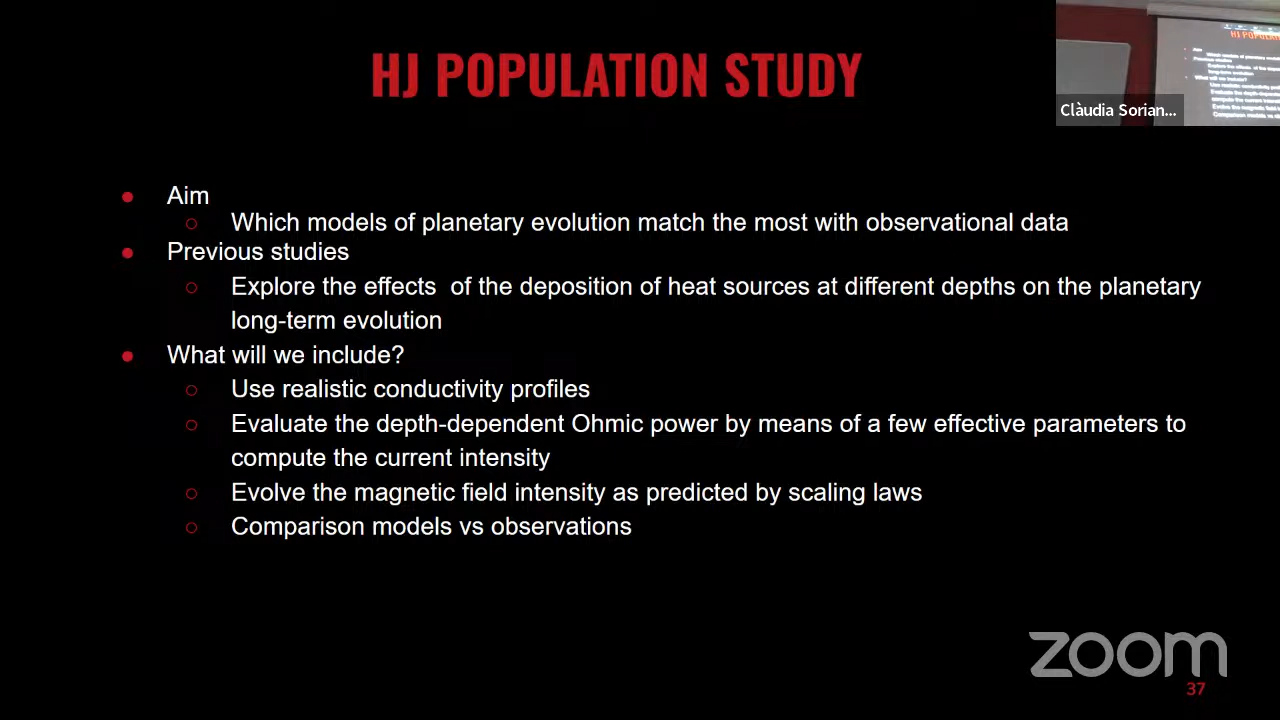 HJ POPULATION STUDY
Clàudia Sorian...
● Aim
○ Which models of planetary evolution match the most with observational data
● Previous studies
○ Explore the effects of the deposition of heat sources at different depths on the planetary
long-term evolution
● What will we include?
○ Use realistic conductivity profiles
○ Evaluate the depth-dependent Ohmic power by means of a few effective parameters to
compute the current intensity
○ Evolve the magnetic field intensity as predicted by scaling laws
○ Comparison models vs observations
zoom
37